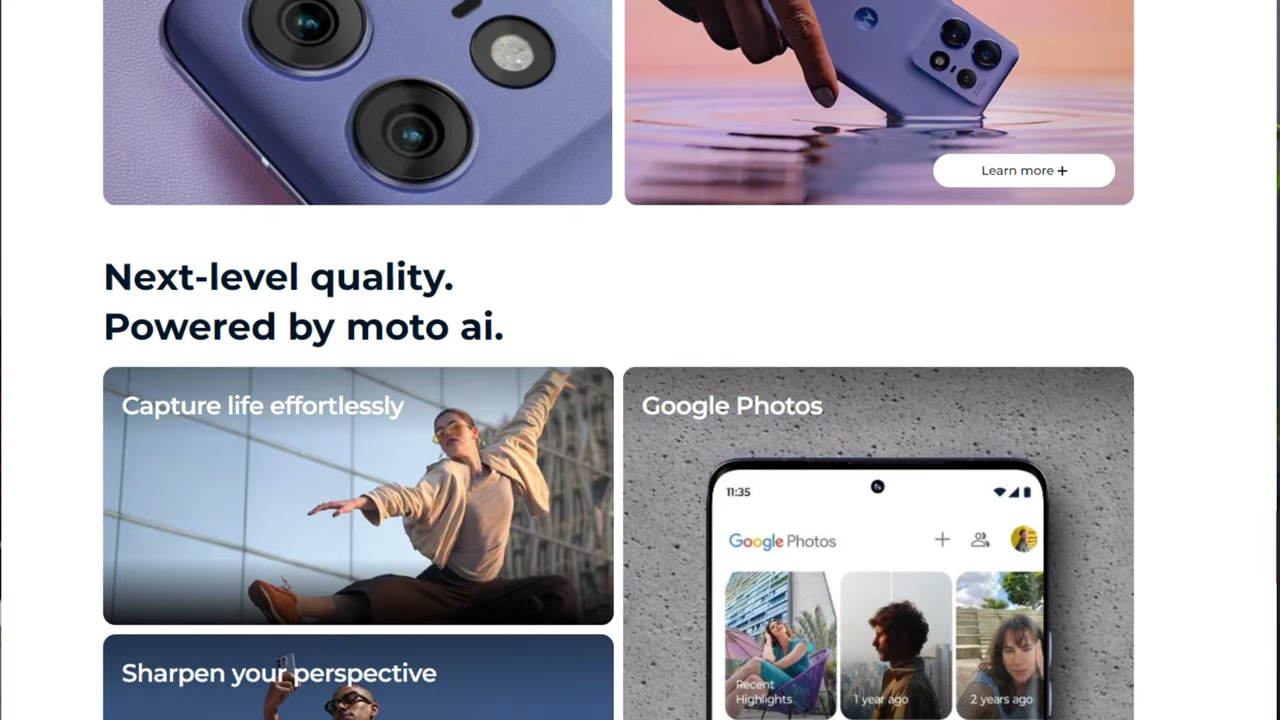 Learn more +
Next-level quality.
Powered by moto ai.
Capture life effortlessly
Google Photos
11:35
Google Photos
Recent
Highlights
1 year ago
2 years ago
Sharpen your perspective